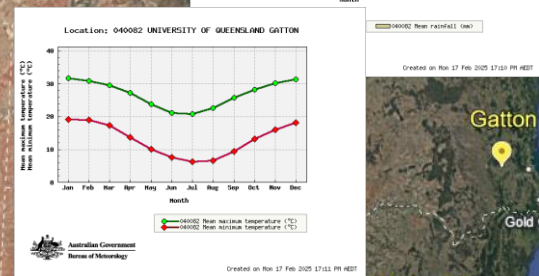 Month
040082 Mean rainfall (mm)
Created on Mon 17 Feb 2025 17:10 PM AEDT
Location: 040082 UNIVERSITY OF QUEENSLAND GATTON
Mean maximum temperature (°C)
Mean minimum temperature (°C)
40
30
20
10
0
Jan Feb Mar Apr May Jun Jul Aug Sep Oct Nov Dec
Month
040082 Mean maximum temperature (°C)
040082 Mean minimum temperature (°C)
Australian Government
Bureau of Meteorology
Created on Mon 17 Feb 2025 17:11 PM AEDT
Gatton
Gold